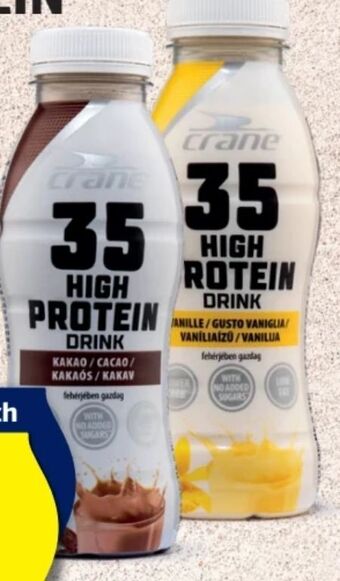 LIN
crane
35
HIGH
PROTEIN
DRINK
KAKAO / CACAO /
KAKAÓS / KAKAV
fehérjében gazdag
WITH
NO ADDED
SUGARS
crane
35
HIGH
ROTEIN
DRINK
VANILLE / GUSTO VANIGLIA /
VANÍLIAÍZŰ / VANILIJA
fehérjében gazdag
WITH
NO ADDED
SUGARS
LOW
FAT
th